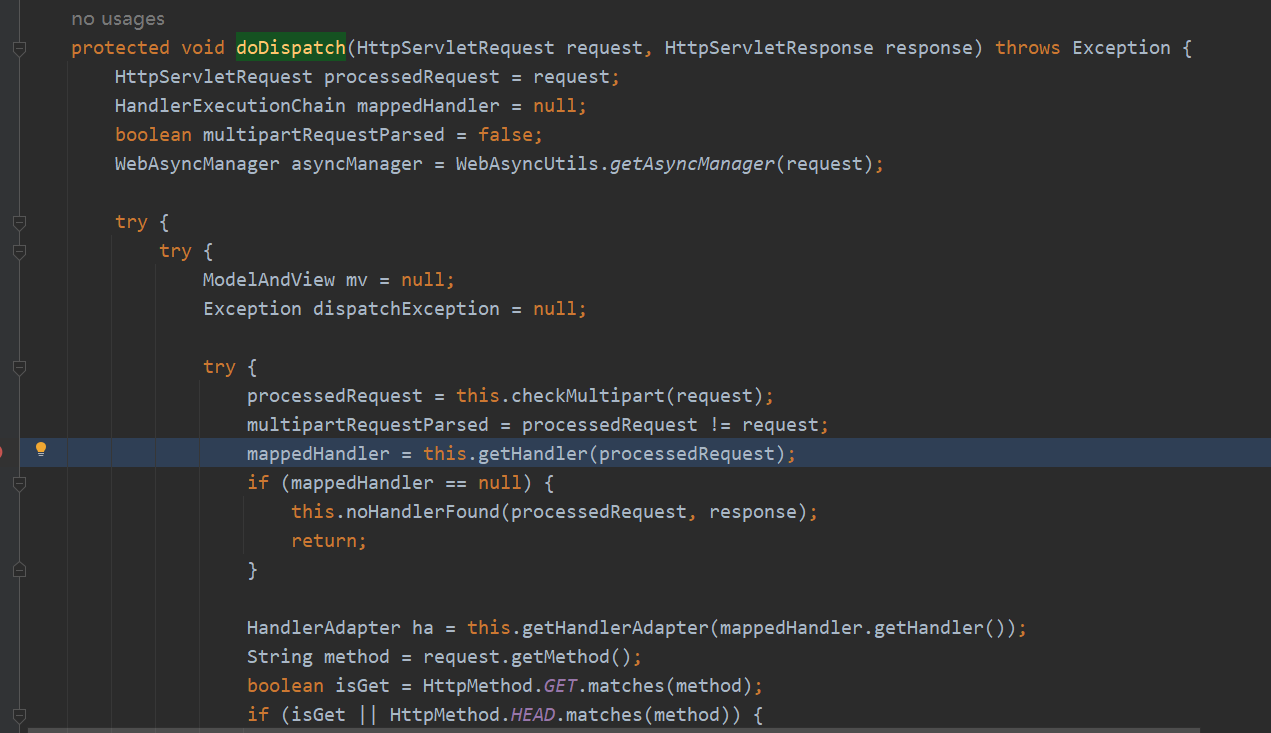 no usages
protected void doDispatch(HttpServletRequest request, HttpServletResponse response) throws Exception {
HttpServletRequest processedRequest = request;
HandlerExecutionChain mappedHandler = null;
boolean multipartRequestParsed = false;
WebAsyncManager asyncManager = WebAsyncUtils.getAsyncManager(request);
try {
try {
ModelAndView mv = null;
Exception dispatchException = null;
try {
processedRequest = this.checkMultipart(request);
multipartRequestParsed = processedRequest != request;
mappedHandler = this.getHandler(processedRequest);
if (mappedHandler == null) {
this.noHandlerFound(processedRequest, response);
return;
}
HandlerAdapter ha = this.getHandlerAdapter(mappedHandler.getHandler());
String method = request.getMethod();
boolean isGet = HttpMethod.GET.matches(method);
if (isGet || HttpMethod.HEAD.matches(method)) {